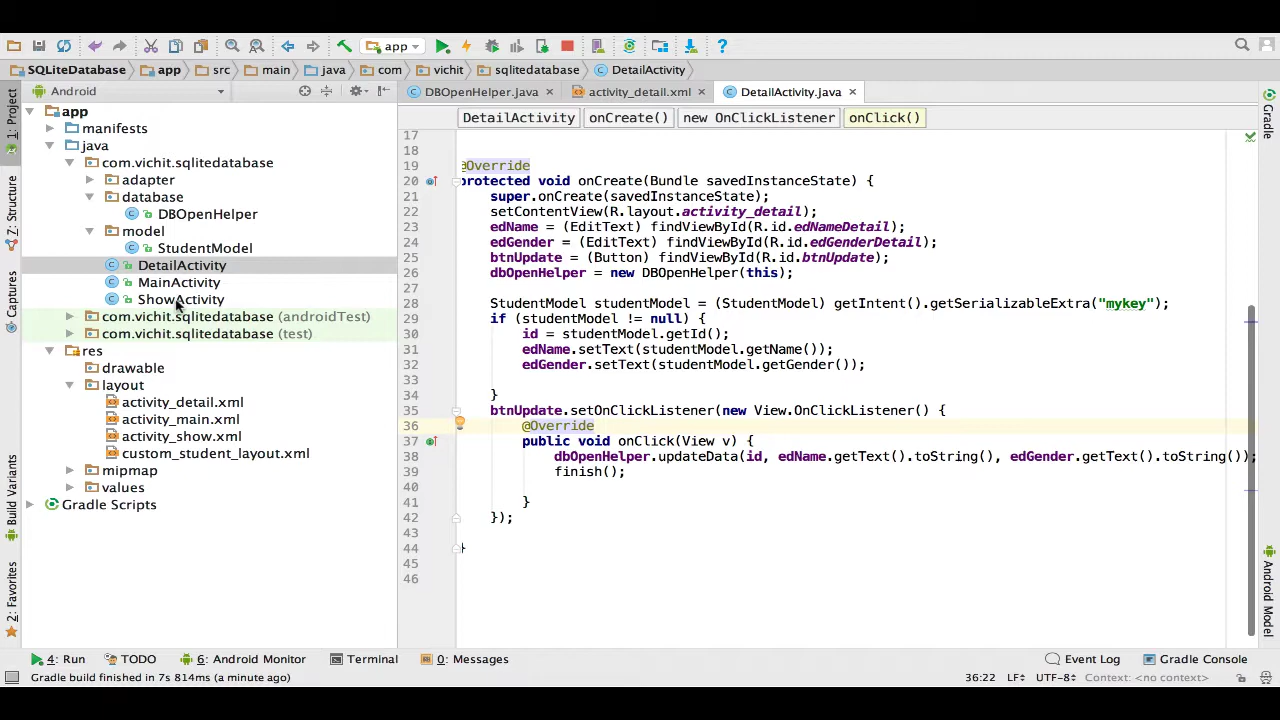 app
SQLiteDatabase app src main java com vichit sqlitedatabase DetailActivity
Android
DBOpenHelper.java activity_detail.xml DetailActivity.java
1: Project
Z: Structure
Captures
Build Variants
2: Favorites
app
manifests
java
com.vichit.sqlitedatabase
adapter
database
DBOpenHelper
model
StudentModel
DetailActivity
MainActivity
ShowActivity
com.vichit.sqlitedatabase (androidTest)
com.vichit.sqlitedatabase (test)
res
drawable
layout
activity_detail.xml
activity_main.xml
activity_show.xml
custom_student_layout.xml
mipmap
values
Gradle Scripts
DetailActivity onCreate() new OnClickListener onClick()
17
18
19 @Override
20 protected void onCreate(Bundle savedInstanceState) {
21 super.onCreate(savedInstanceState);
22 setContentView(R.layout.activity_detail);
23 edName = (EditText) findViewById(R.id.edNameDetail);
24 edGender = (EditText) findViewById(R.id.edGenderDetail);
25 btnUpdate = (Button) findViewById(R.id.btnUpdate);
26 dbOpenHelper = new DBOpenHelper(this);
27
28 StudentModel studentModel = (StudentModel) getIntent().getSerializableExtra("mykey");
29 if (studentModel != null) {
30 id = studentModel.getId();
31 edName.setText(studentModel.getName());
32 edGender.setText(studentModel.getGender());
33
34 }
35 btnUpdate.setOnClickListener(new View.OnClickListener() {
36 @Override
37 public void onClick(View v) {
38 dbOpenHelper.updateData(id, edName.getText().toString(), edGender.getText().toString());
39 finish();
40
41 }
42 });
43
44 }
45
46
Gradle
Android Model
4: Run TODO 6: Android Monitor Terminal 0: Messages Event Log Gradle Console
Gradle build finished in 7s 814ms (a minute ago) 36:22 LF UTF-8 Context: <no context>